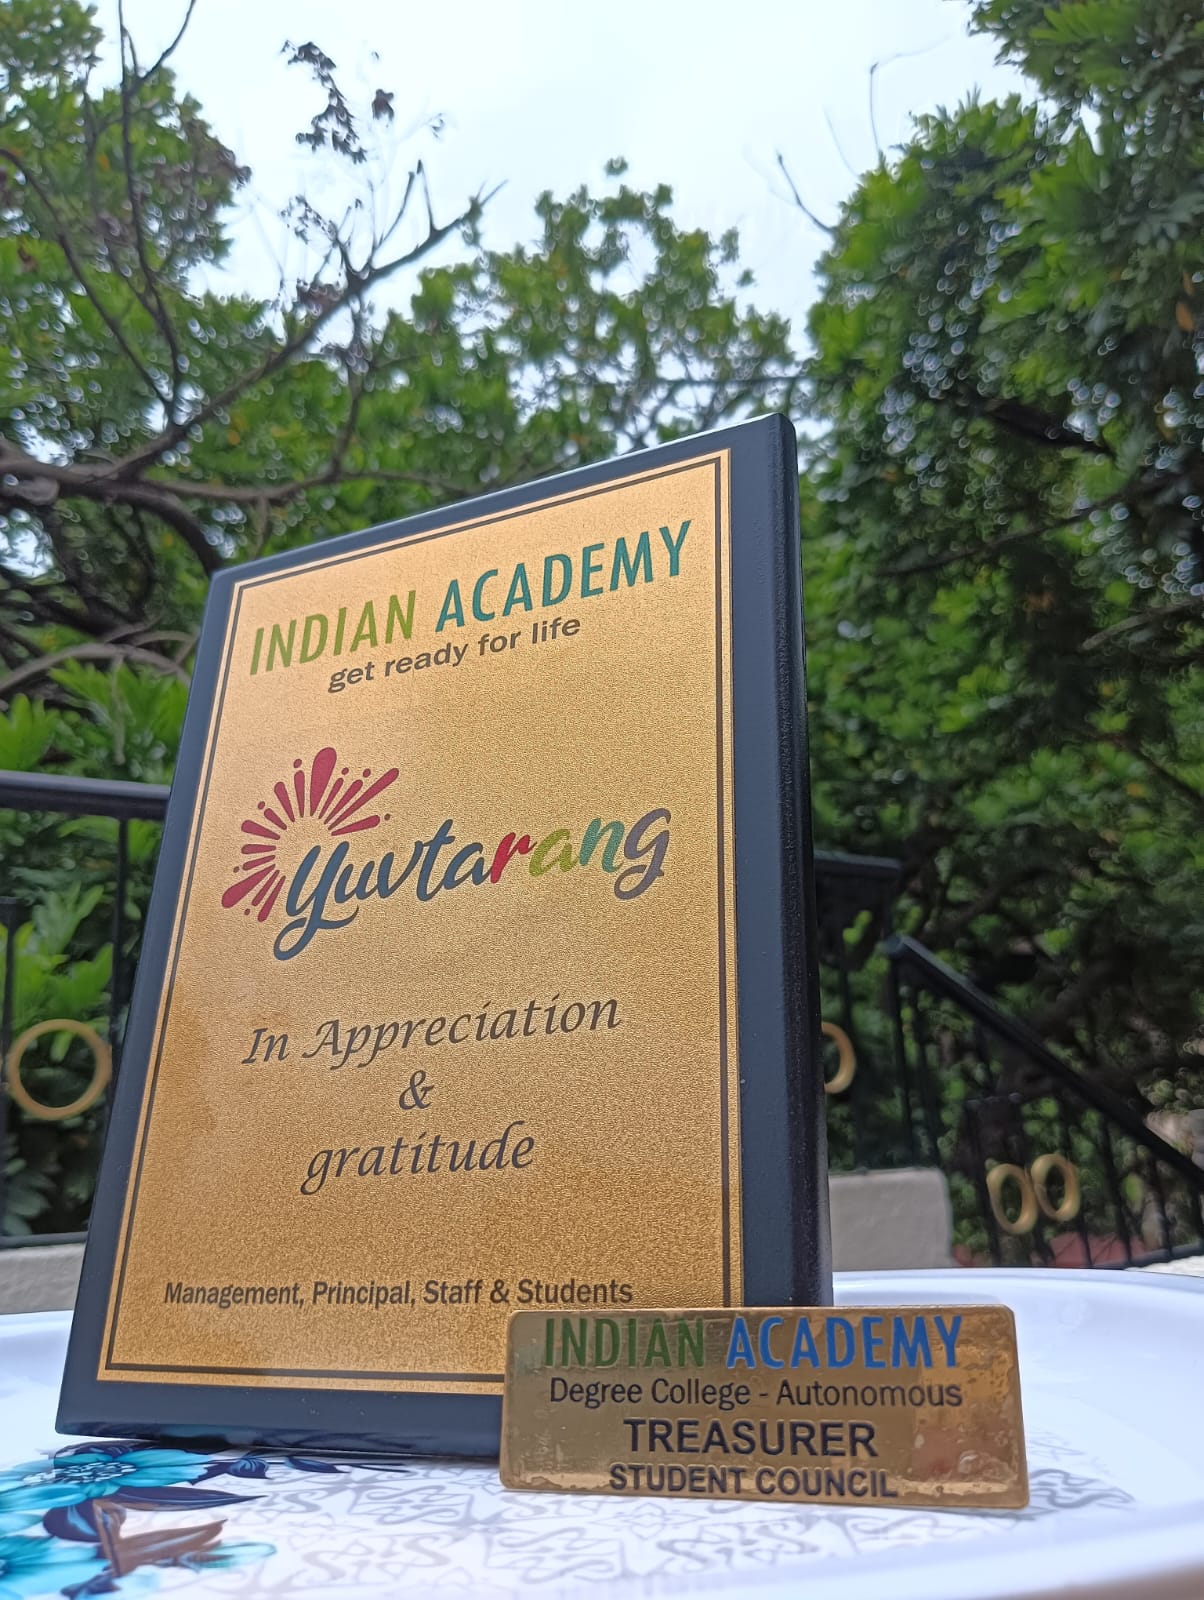 INDIAN ACADEMY
get ready for life
Yuvtarang
In Appreciation
&
gratitude
Management, Principal, Staff & Students
INDIAN ACADEMY
Degree College - Autonomous
TREASURER
STUDENT COUNCIL